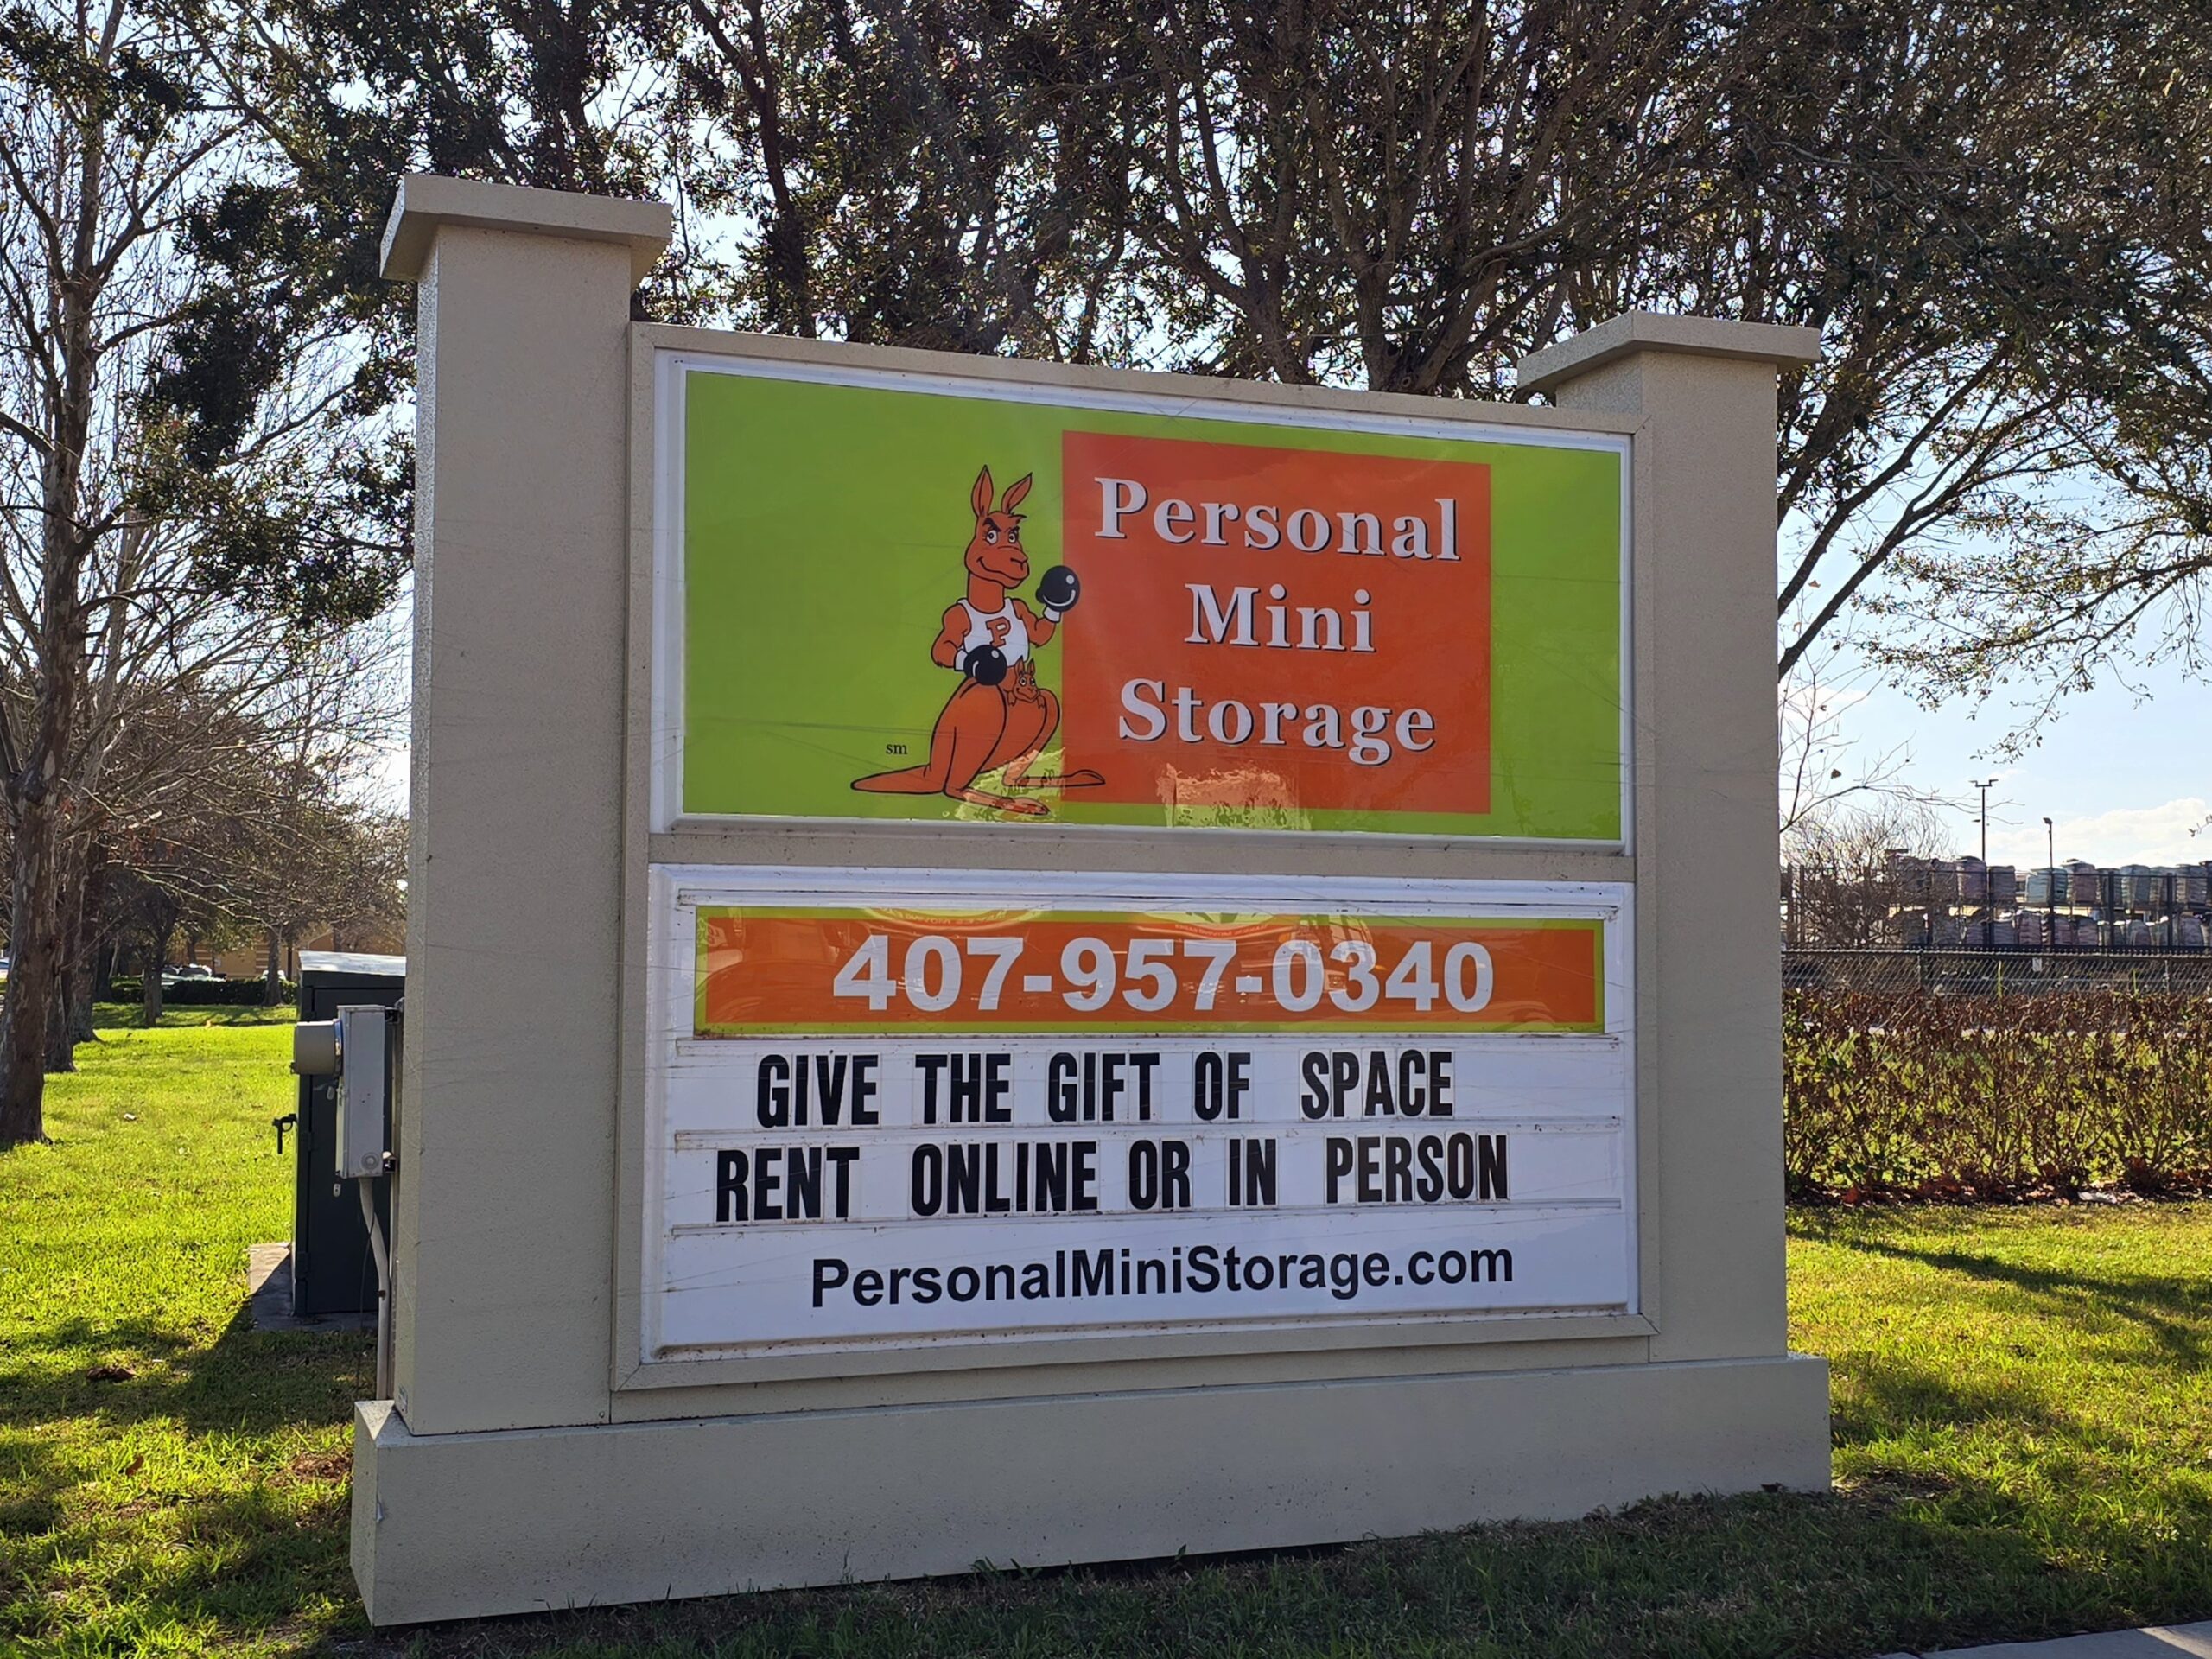 Personal
Mini
Storage
P
sm
407-957-0340
GIVE THE GIFT OF SPACE
RENT ONLINE OR IN PERSON
PersonalMiniStorage.com